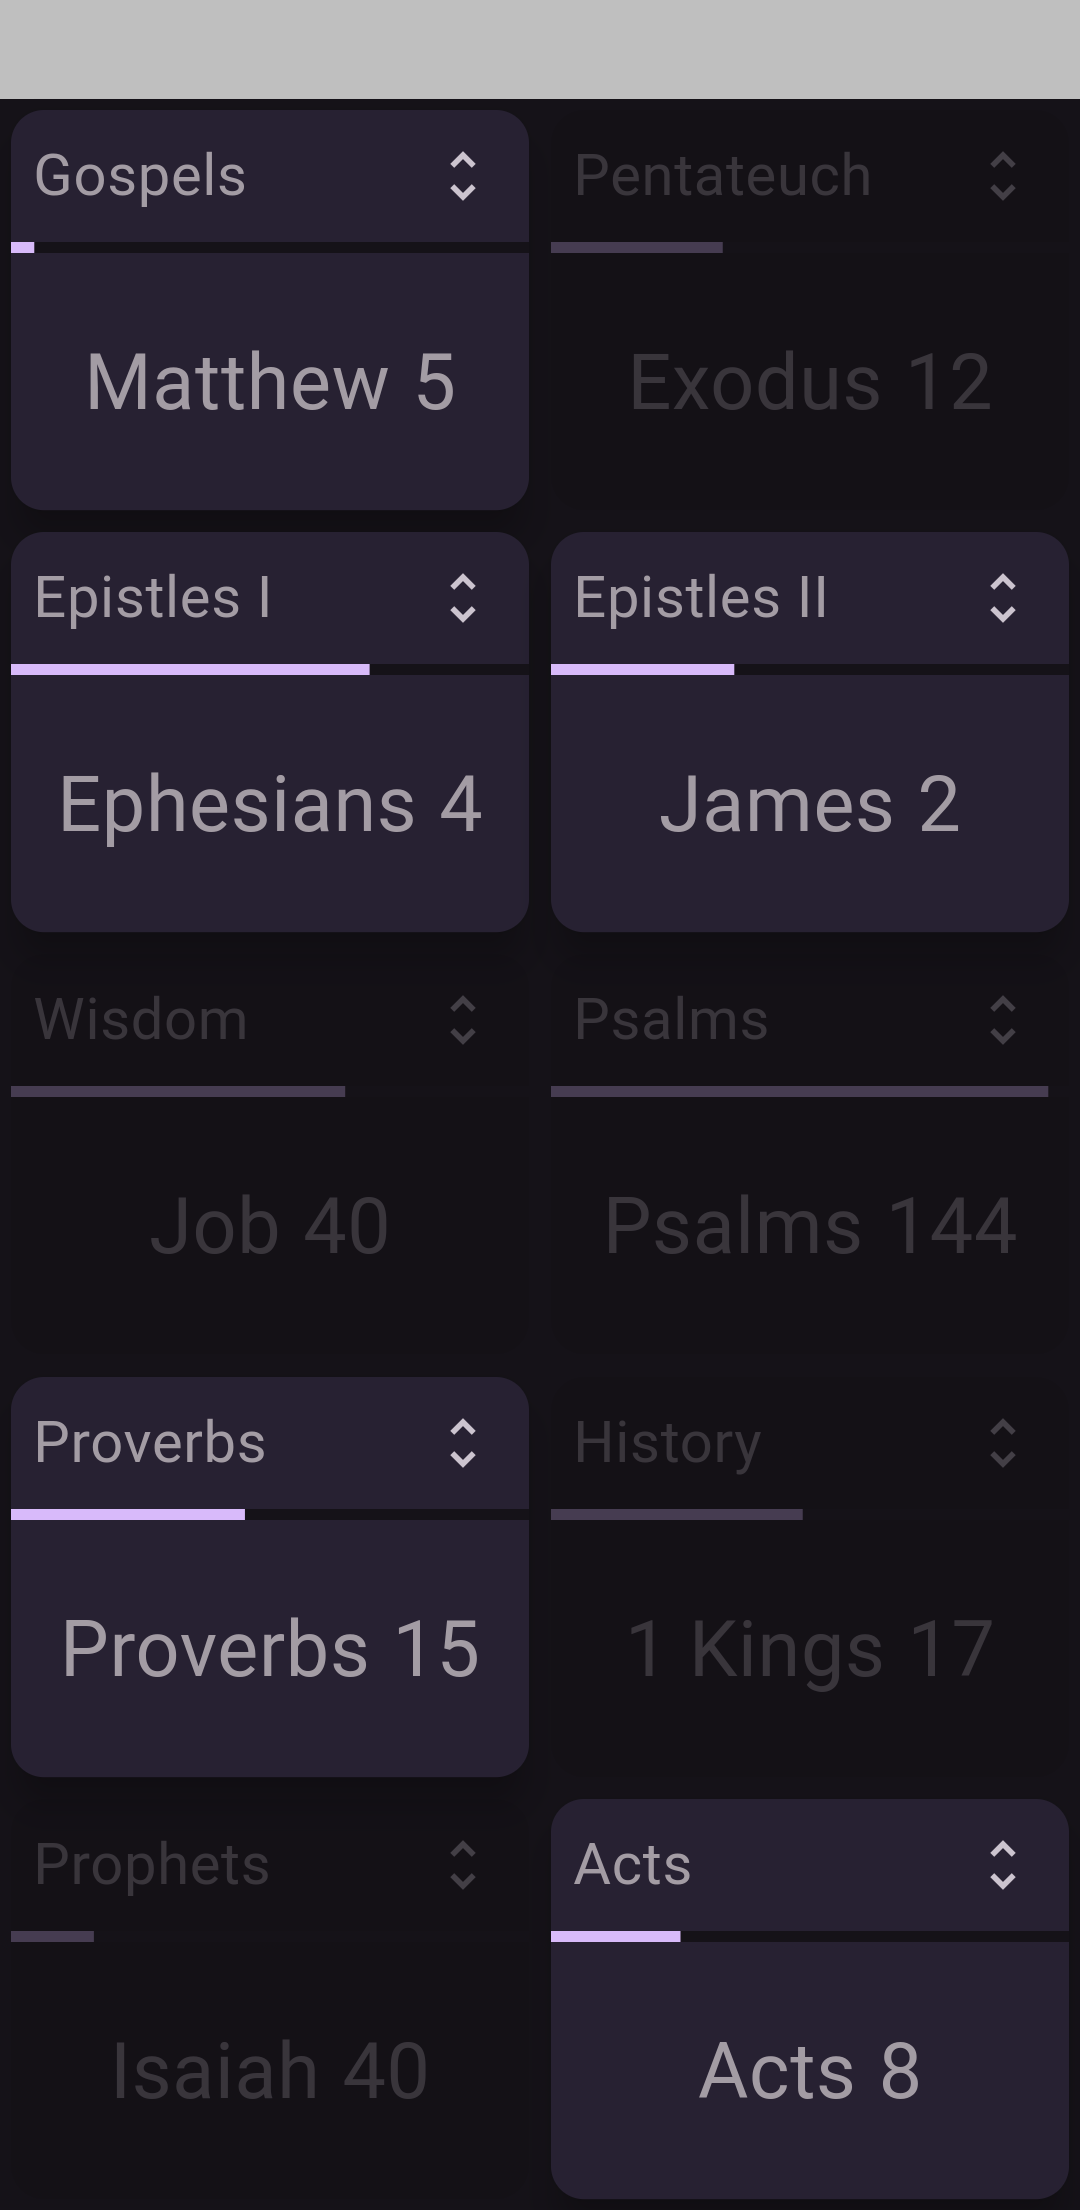 Gospels
Matthew 5
Pentateuch
Exodus 12
Epistles I
Ephesians 4
Epistles II
James 2
Wisdom
Job 40
Psalms
Psalms 144
Proverbs
Proverbs 15
History
1 Kings 17
Prophets
Isaiah 40
Acts
Acts 8